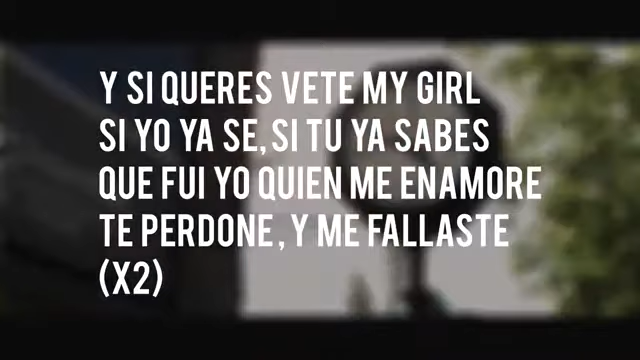 Y SI QUERES VETE MY GIRL
SI YO YA SE, SI TU YA SABES
QUE FUI YO QUIEN ME ENAMORE
TE PERDONE, Y ME FALLASTE
(X2)